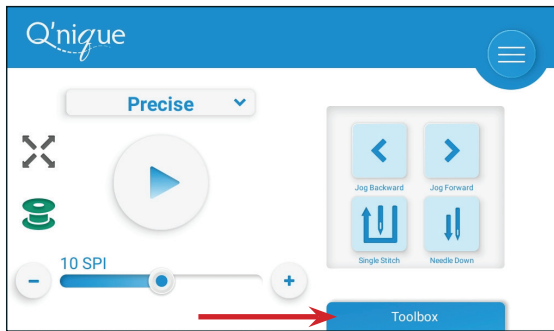 Q'nique
Precise
Jog Backward Jog Forward
Single Stitch Needle Down
10 SPI
Toolbox